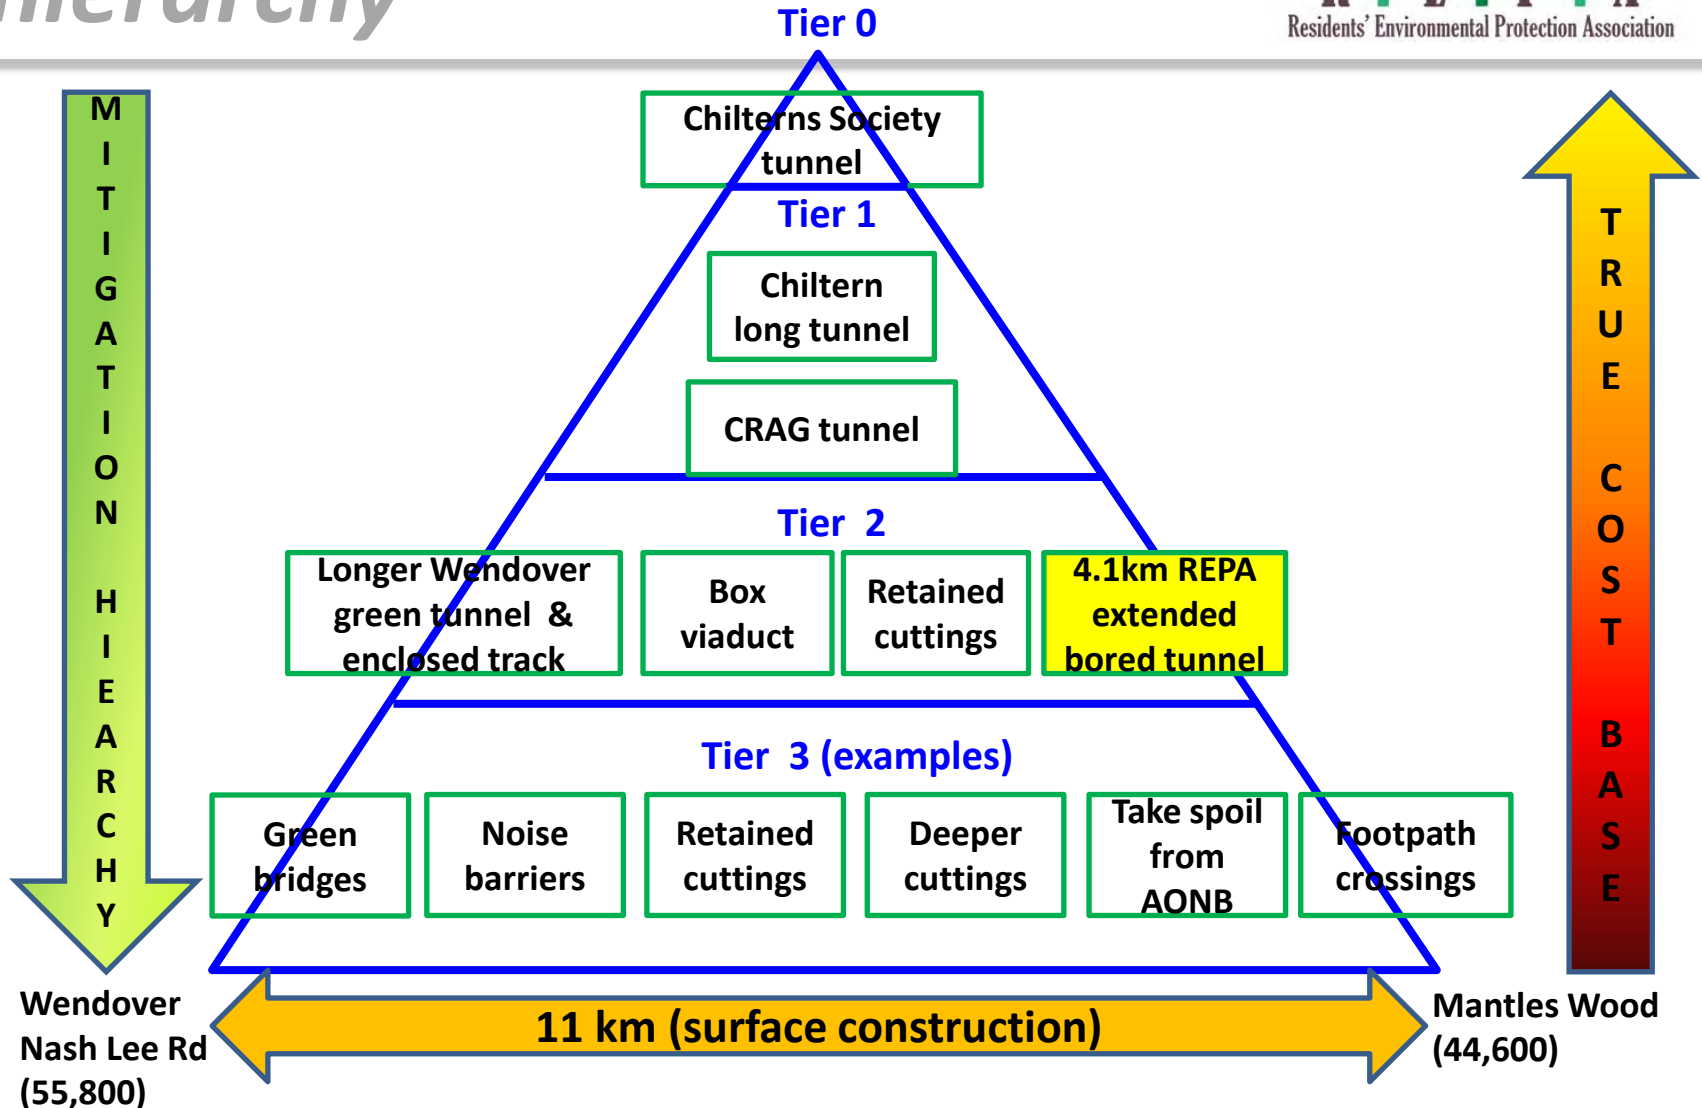 hierarchy
R E P A
Residents' Environmental Protection Association
Tier 0
Chilterns Society
tunnel
Tier 1
Chiltern
long tunnel
CRAG tunnel
Tier 2
Longer Wendover
green tunnel &
enclosed track
Box
viaduct
Retained
cuttings
4.1km REPA
extended
bored tunnel
Tier 3 (examples)
Green
bridges
Noise
barriers
Retained
cuttings
Deeper
cuttings
Take spoil
from
AONB
Footpath
crossings
MITIGATION HIEARCHY
TRUE COST BASE
Wendover
Nash Lee Rd
(55,800)
11 km (surface construction)
Mantles Wood
(44,600)